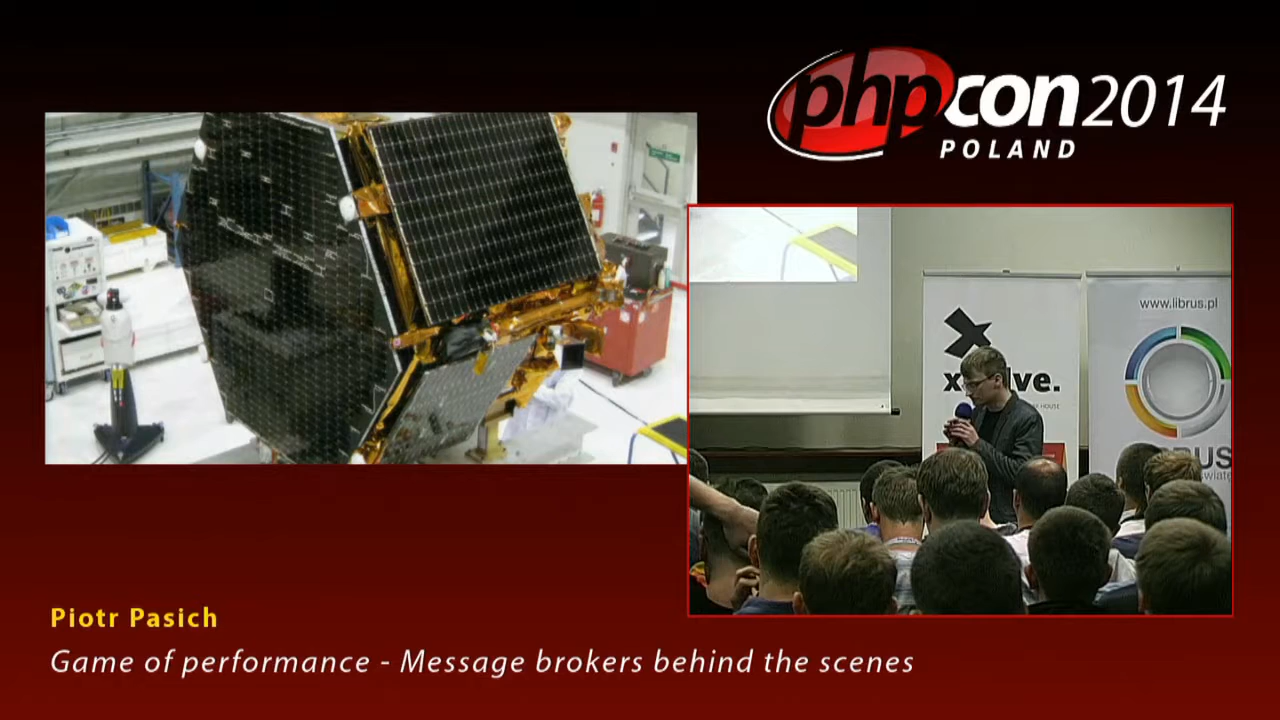 phpcon2014
POLAND
www.librus.pl
Piotr Pasich
Game of performance - Message brokers behind the scenes